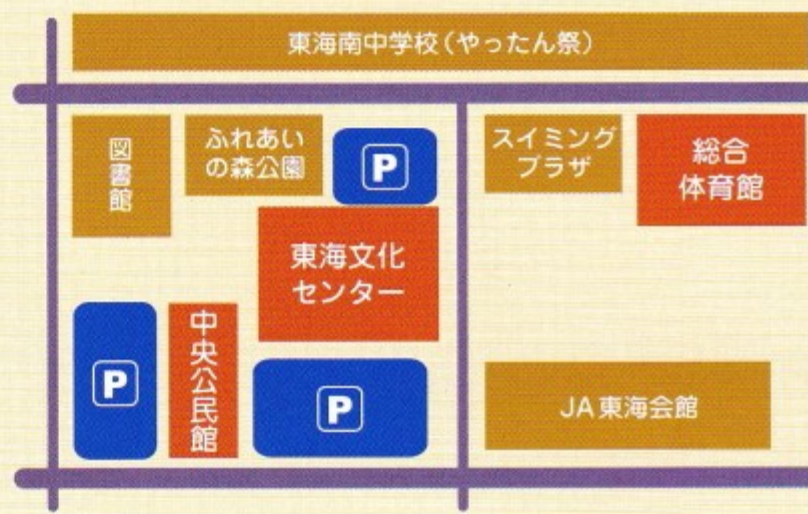 東海南中学校(やったん祭)
図書館
ふれあい
の森公園
P
スイミング
プラザ
総合
体育館
東海文化
センター
P
中央公民館
P
JA東海会館